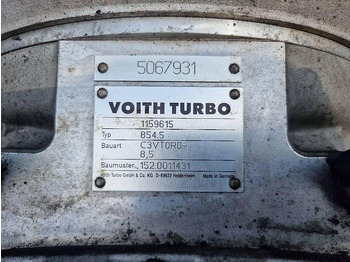 5067931
VOITH TURBO
1159615
Typ 854.5
Bauart C3VTOR0-
8,5
Baumuster 152.0011431
Voith Turbo GmbH & Co. KG D-89522 Heidenheim Made in Germany